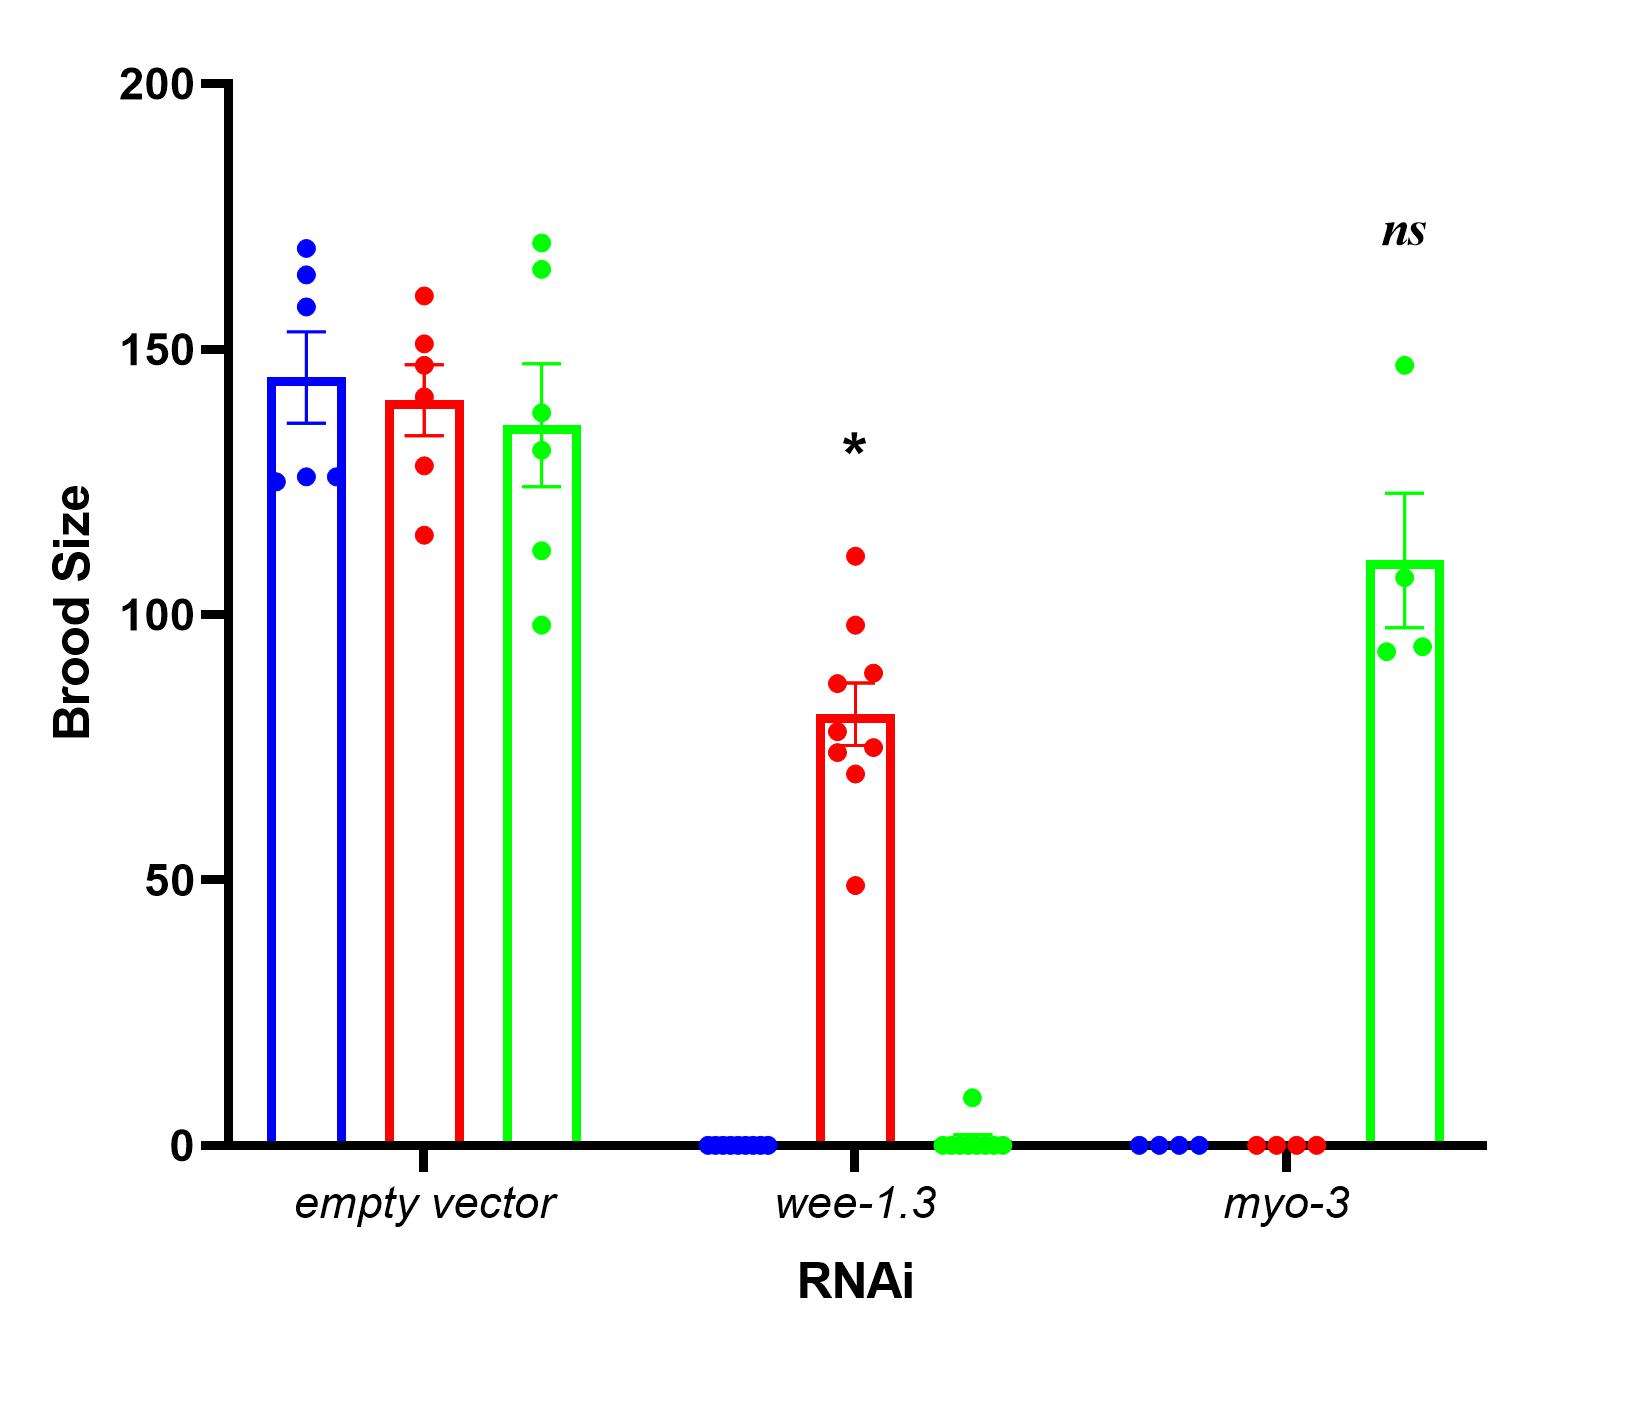 200
150
100
50
0
Brood Size
*
ns
empty vector
wee-1.3
myo-3
RNAi